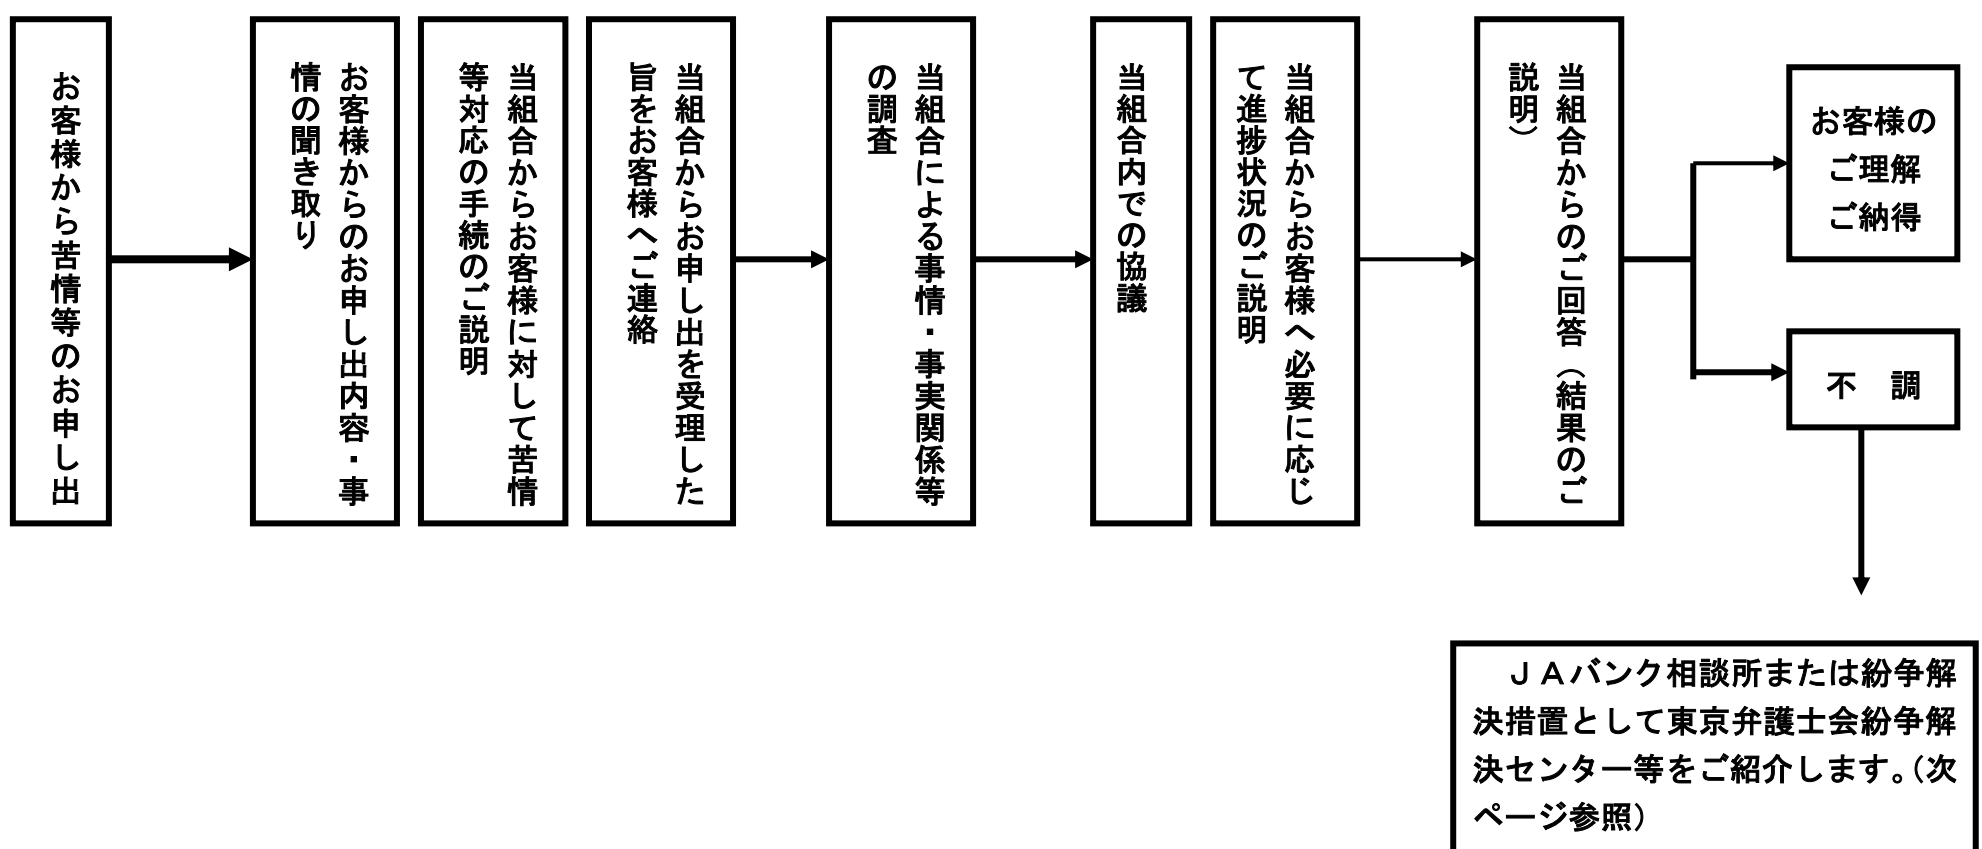 お客様から苦情等のお申し出
お客様からのお申し出内容・事
情の聞き取り
当組合からお客様に対して苦情
等対応の手続のご説明
当組合からお申し出を受理した
旨をお客様へご連絡
当組合による事情・事実関係等
の調査
当組合内での協議
当組合からお客様へ必要に応じ
て進捗状況のご説明
当組合からのご回答（結果のご
説明）
お客様の
ご理解
ご納得
不　調
ＪＡバンク相談所または紛争解
決措置として東京弁護士会紛争解
決センター等をご紹介します。（次
ページ参照）